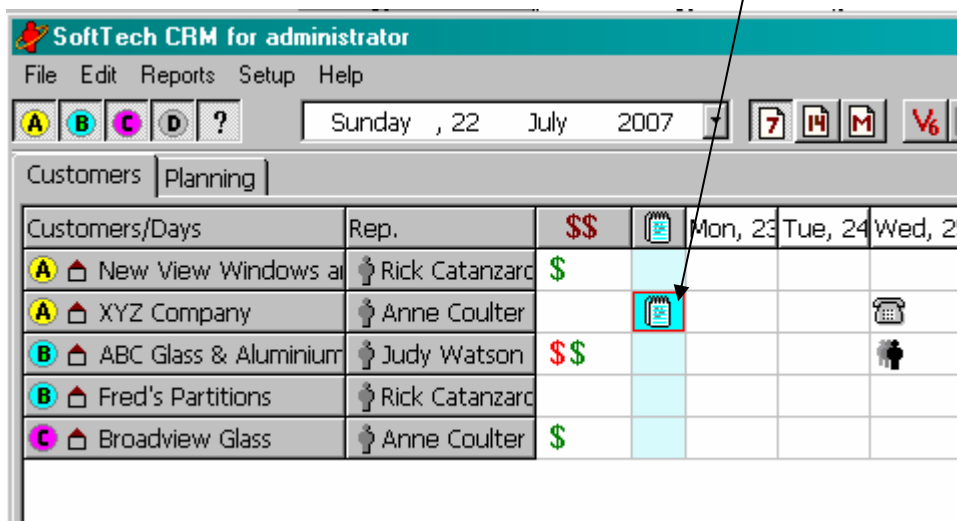 SoftTech CRM for administrator
File Edit Reports Setup Help
A B C D ? Sunday , 22 July 2007 7 14 M V6
Customers Planning
Customers/Days Rep. $$ Mon, 23 Tue, 24 Wed, 2
A New View Windows a Rick Catanzaro
$
A XYZ Company Anne Coulter
B ABC Glass & Aluminium Judy Watson $$
B Fred's Partitions Rick Catanzaro
C Broadview Glass Anne Coulter $